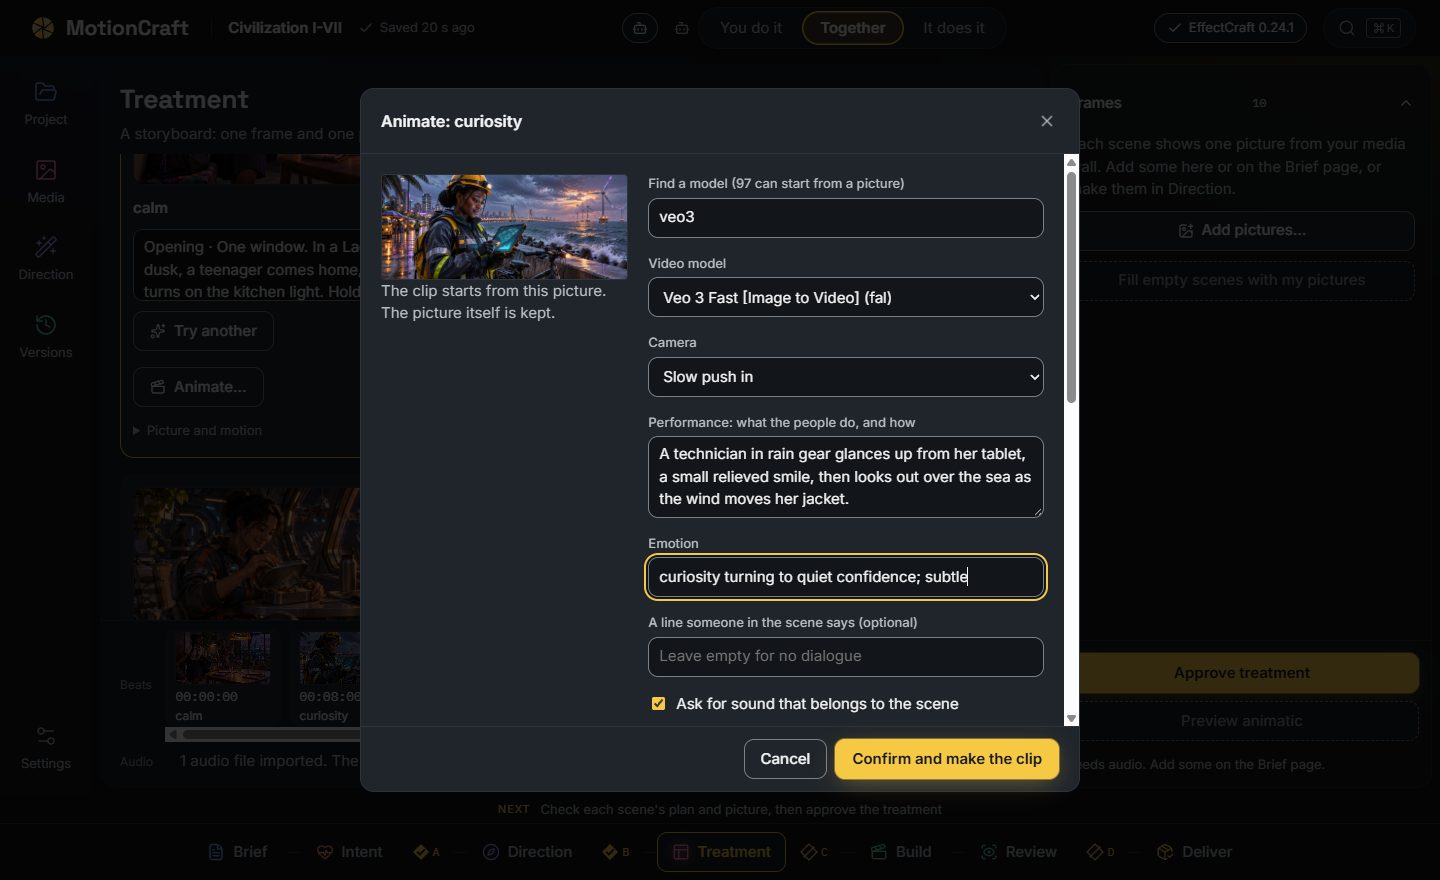 MotionCraft
Civilization I-VII
Saved 20 s ago
You do it
Together
It does it
EffectCraft 0.24.1
⌘K
Project
Media
Direction
Versions
Settings
Treatment
A storyboard: one frame and one
calm
Opening · One window. In a La
dusk, a teenager comes home,
turns on the kitchen light. Hold
Try another
Animate...
Picture and motion
Beats
00:00:00
calm
00:08:00
curiosity
Audio
1 audio file imported. The
Animate: curiosity
The clip starts from this picture.
The picture itself is kept.
Find a model (97 can start from a picture)
veo3
Video model
Veo 3 Fast [Image to Video] (fal)
Camera
Slow push in
Performance: what the people do, and how
A technician in rain gear glances up from her tablet,
a small relieved smile, then looks out over the sea as
the wind moves her jacket.
Emotion
curiosity turning to quiet confidence; subtle
A line someone in the scene says (optional)
Leave empty for no dialogue
Ask for sound that belongs to the scene
Cancel
Confirm and make the clip
rames
10
ach scene shows one picture from your media
all. Add some here or on the Brief page, or
ake them in Direction.
Add pictures...
Fill empty scenes with my pictures
Approve treatment
Preview animatic
eeds audio. Add some on the Brief page.
NEXT Check each scene's plan and picture, then approve the treatment
Brief
Intent
A
Direction
B
Treatment
C
Build
Review
D
Deliver